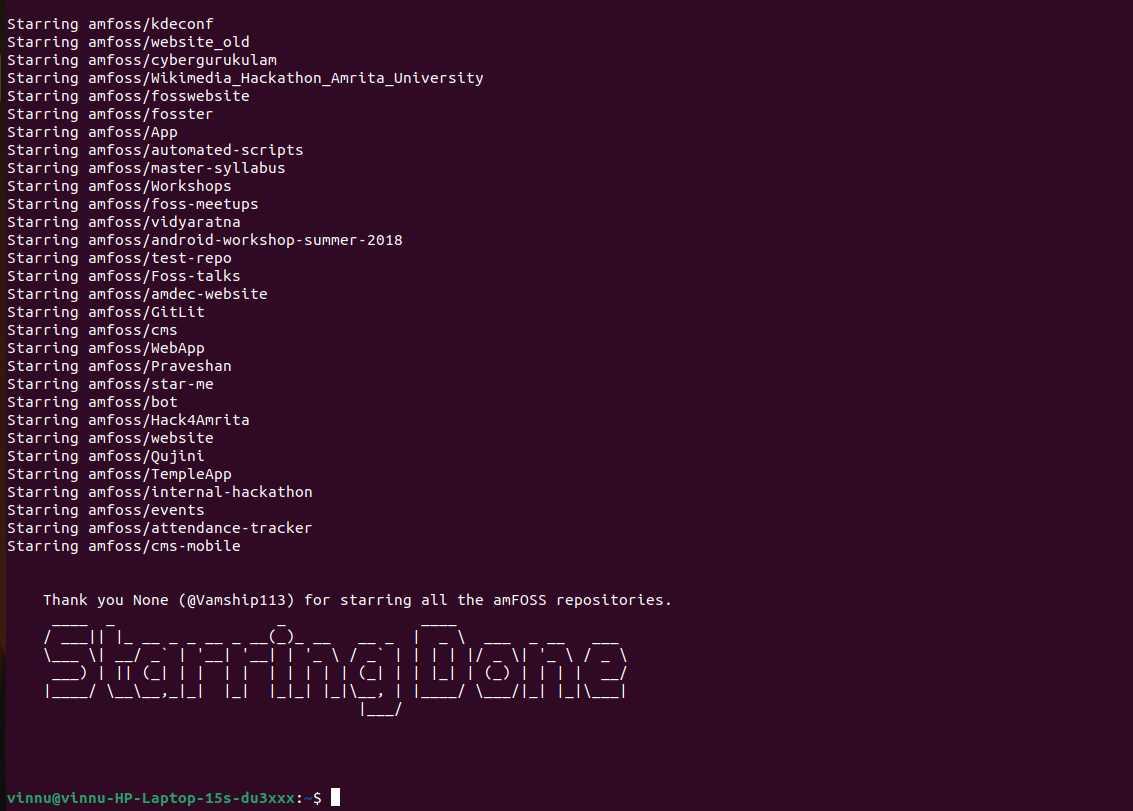 Starring amfoss/kdeconf
Starring amfoss/website_old
Starring amfoss/cybergurukulam
Starring amfoss/Wikimedia_Hackathon_Amrita_University
Starring amfoss/fosswebsite
Starring amfoss/fosster
Starring amfoss/App
Starring amfoss/automated-scripts
Starring amfoss/master-syllabus
Starring amfoss/Workshops
Starring amfoss/foss-meetups
Starring amfoss/vidyaratna
Starring amfoss/android-workshop-summer-2018
Starring amfoss/test-repo
Starring amfoss/Foss-talks
Starring amfoss/amdec-website
Starring amfoss/GitLit
Starring amfoss/cms
Starring amfoss/WebApp
Starring amfoss/Praveshan
Starring amfoss/star-me
Starring amfoss/bot
Starring amfoss/Hack4Amrita
Starring amfoss/website
Starring amfoss/Qujini
Starring amfoss/TempleApp
Starring amfoss/internal-hackathon
Starring amfoss/events
Starring amfoss/attendance-tracker
Starring amfoss/cms-mobile
Thank you None (@Vamship113) for starring all the amFOSS repositories.
Starring Done
vinnu@vinnu-HP-Laptop-15s-du3xxx:~$